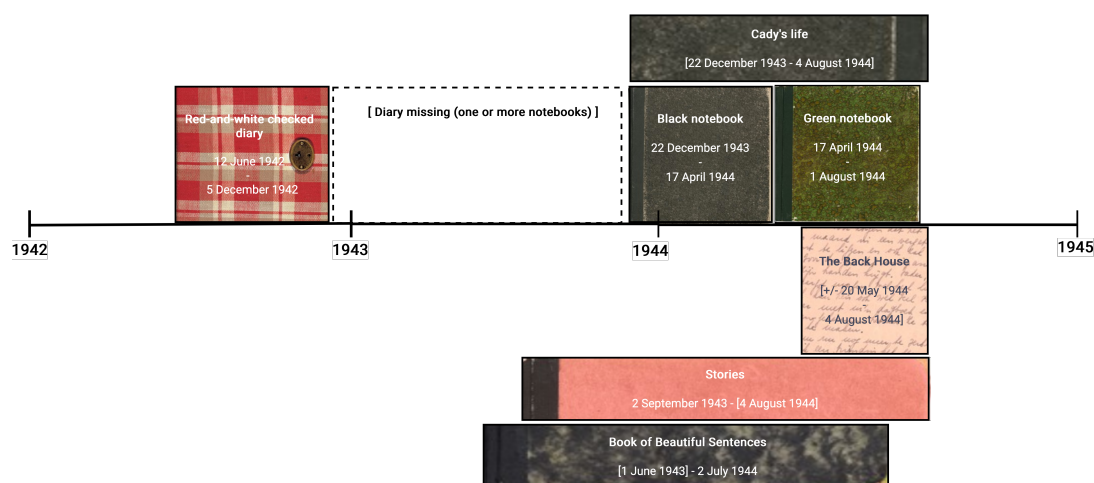 Cady's life
[22 December 1943 - 4 August 1944]
Red-and-white checked
diary
12 June 1942
-
5 December 1942
[ Diary missing (one or more notebooks) ]
Black notebook
22 December 1943
-
17 April 1944
Green notebook
17 April 1944
-
1 August 1944
1942
1943
1944
1945
The Back House
[+/- 20 May 1944
-
4 August 1944]
Stories
2 September 1943 - [4 August 1944]
Book of Beautiful Sentences
[1 June 1943] - 2 July 1944